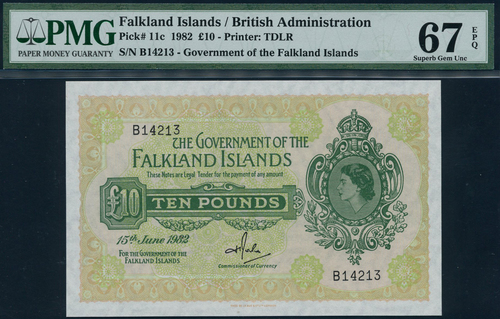 PMG
PAPER MONEY GUARANTY
Falkland Islands / British Administration
Pick# 11c 1982 £10 - Printer: TDLR
S/N B14213 - Government of the Falkland Islands
67 EPQ
Superb Gem Unc
B14213
THE GOVERNMENT OF THE
FALKLAND ISLANDS
These Notes are Legal Tender for the payment of any amount
£10 TEN POUNDS
15th June 1982
FOR THE GOVERNMENT OF THE
FALKLAND ISLANDS
Commissioner of Currency
B14213